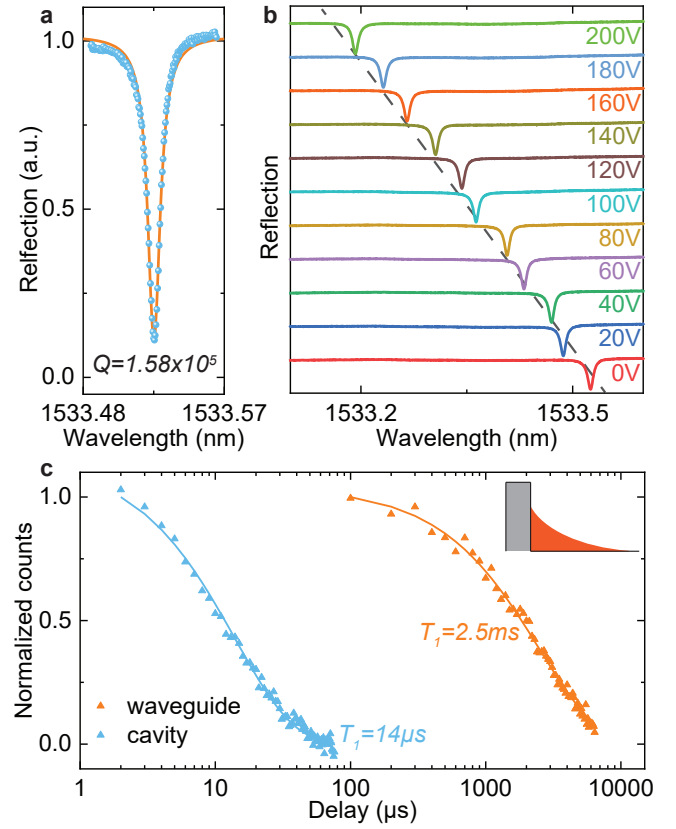 a
1.0
0.5
0.0
Relfection (a.u.)
Q=1.58x10⁵
1533.48
1533.57
Wavelength (nm)
b
Reflection
200V
180V
160V
140V
120V
100V
80V
60V
40V
20V
0V
1533.2
1533.5
Wavelength (nm)
c
Normalized counts
1.0
0.5
0.0
T₁=2.5ms
T₁=14µs
waveguide
cavity
1
10
100
1000
10000
Delay (µs)